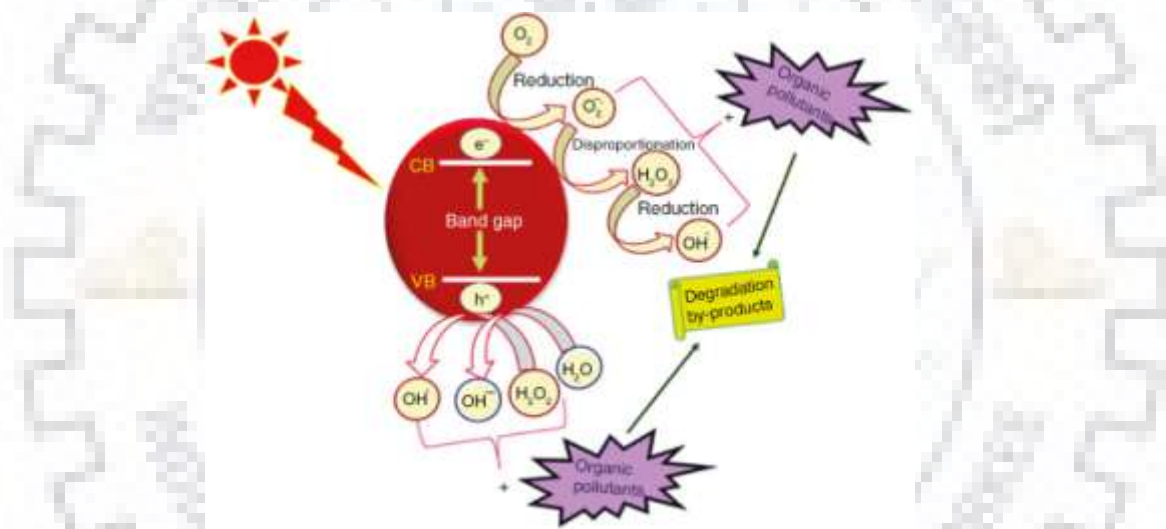 O₂
Reduction
O₂⁻
Organic
pollutants
+
e⁻
CB
Disproportionation
H₂O₂
Reduction
OH˙
Band gap
VB
h⁺
Degradation
by-products
OH˙
OH⁻
H₂O₂
H₂O
+
Organic
pollutants